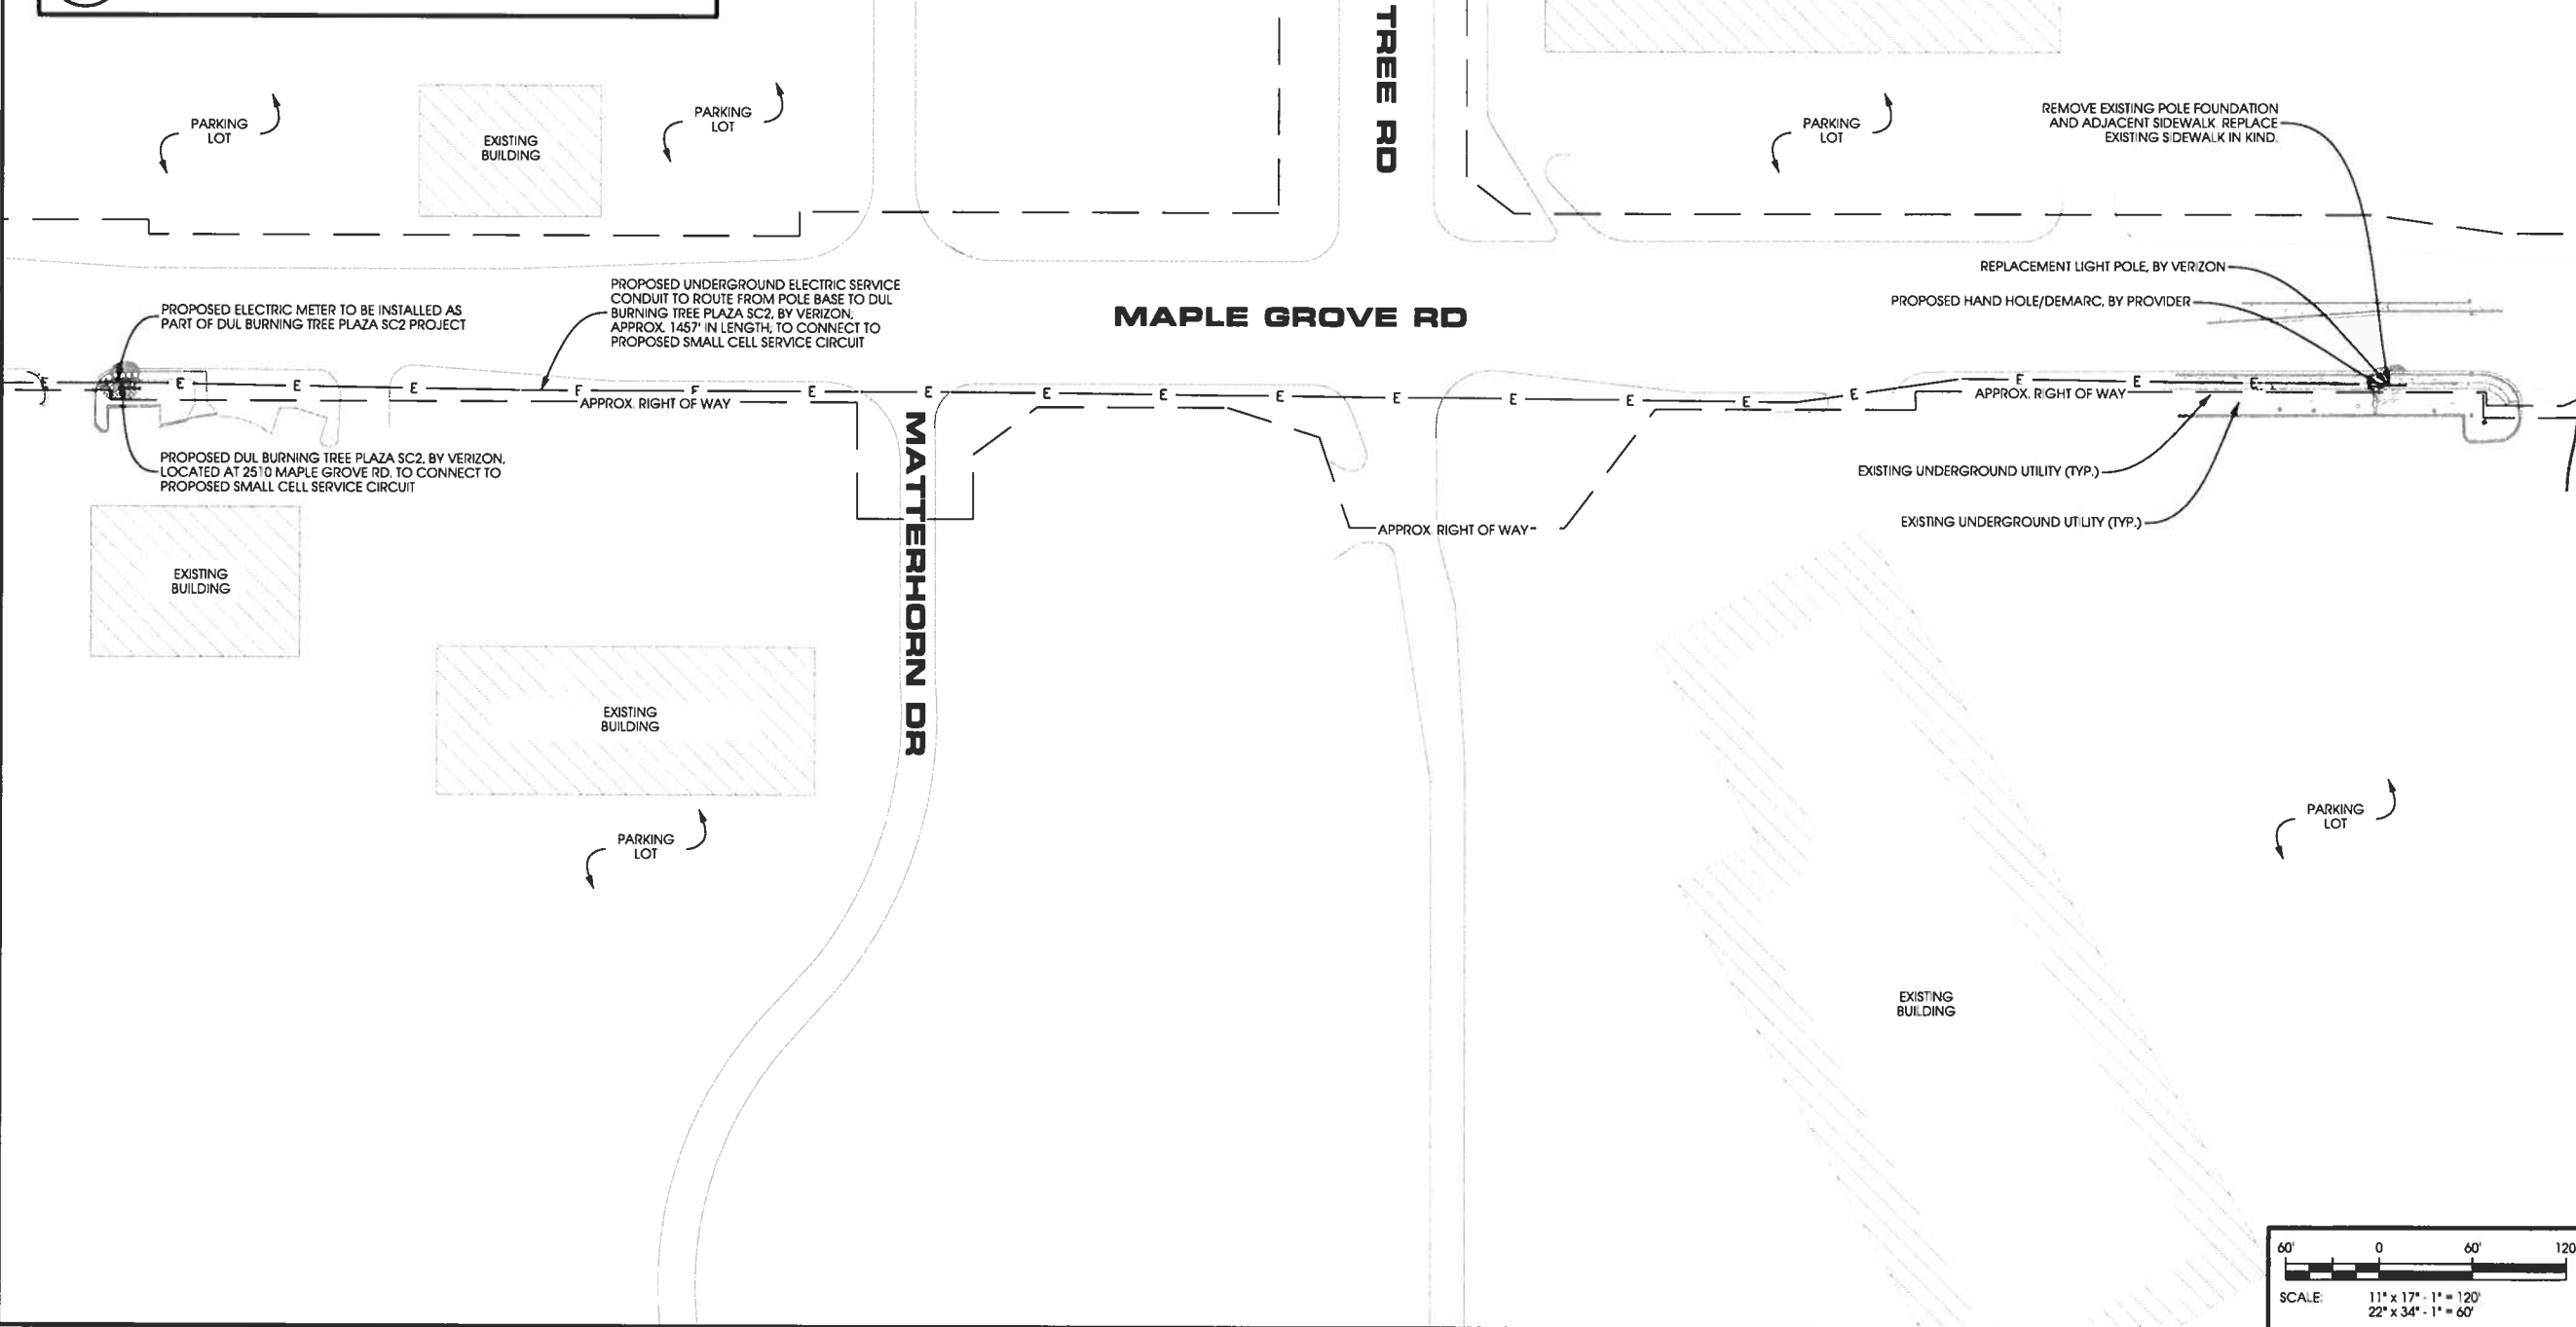 TREE RD
PARKING
LOT
EXISTING
BUILDING
PARKING
LOT
PARKING
LOT
REMOVE EXISTING POLE FOUNDATION
AND ADJACENT SIDEWALK. REPLACE
EXISTING SIDEWALK IN KIND.
REPLACEMENT LIGHT POLE, BY VERIZON
PROPOSED HAND HOLE/DEMARC, BY PROVIDER
PROPOSED ELECTRIC METER TO BE INSTALLED AS
PART OF DUL BURNING TREE PLAZA SC2 PROJECT
PROPOSED UNDERGROUND ELECTRIC SERVICE
CONDUIT TO ROUTE FROM POLE BASE TO DUL
BURNING TREE PLAZA SC2, BY VERIZON,
APPROX. 1457' IN LENGTH, TO CONNECT TO
PROPOSED SMALL CELL SERVICE CIRCUIT
MAPLE GROVE RD
E E E E E E E E E E E E E E E E E E E E
APPROX. RIGHT OF WAY
APPROX. RIGHT OF WAY
MATTERHORN DR
PROPOSED DUL BURNING TREE PLAZA SC2, BY VERIZON,
LOCATED AT 2510 MAPLE GROVE RD, TO CONNECT TO
PROPOSED SMALL CELL SERVICE CIRCUIT
EXISTING UNDERGROUND UTILITY (TYP.)
EXISTING UNDERGROUND UTILITY (TYP.)
APPROX RIGHT OF WAY
EXISTING
BUILDING
EXISTING
BUILDING
PARKING
LOT
PARKING
LOT
EXISTING
BUILDING
60' 0 60' 120
SCALE: 11" x 17" - 1" = 120'
22" x 34" - 1" = 60'